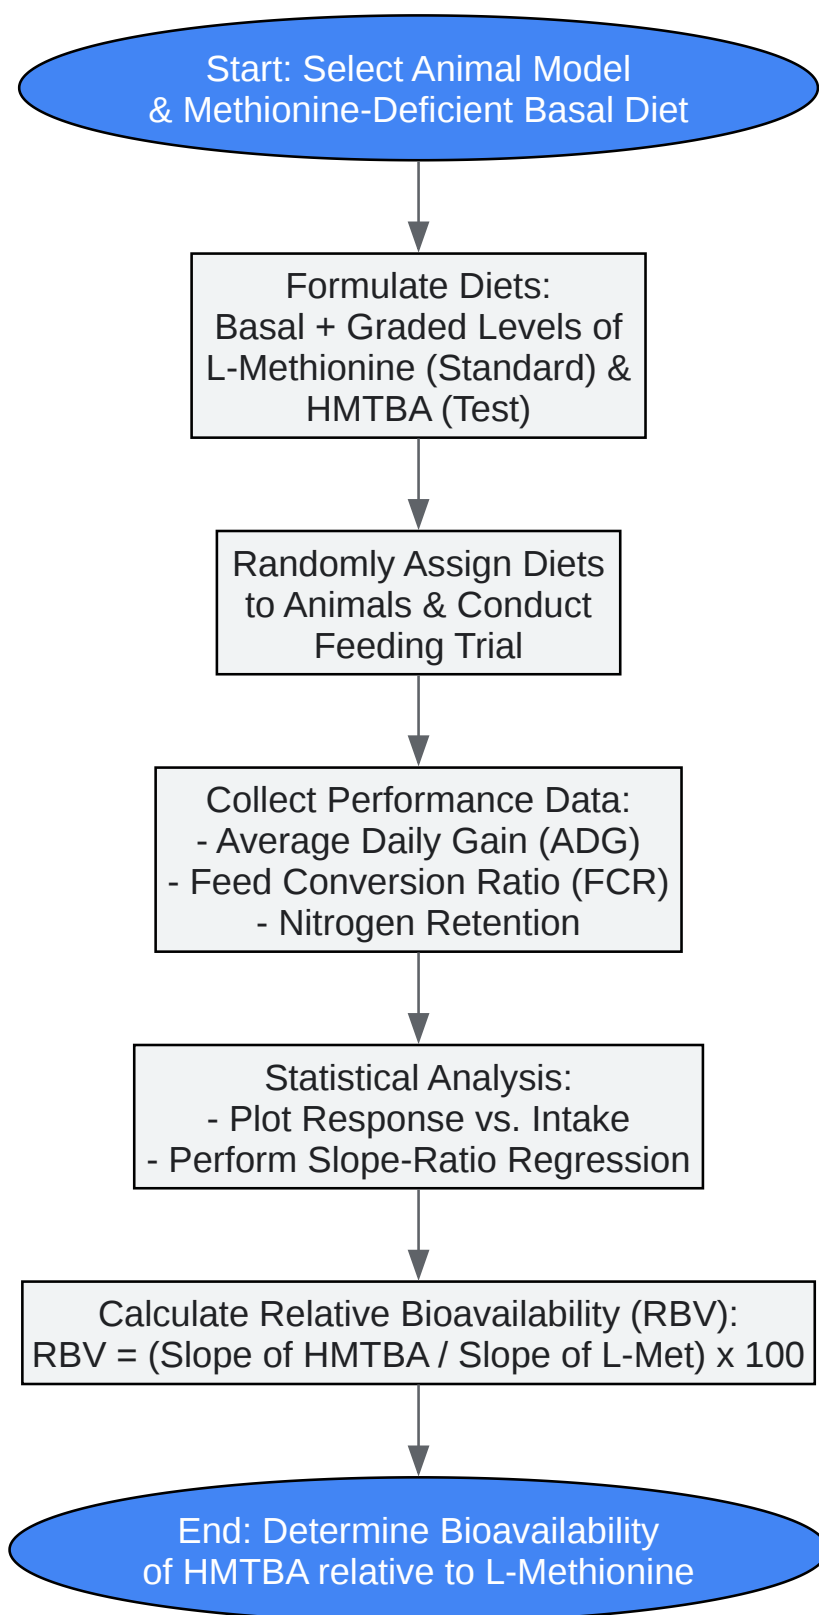 Start: Select Animal Model
& Methionine-Deficient Basal Diet
Formulate Diets:
Basal + Graded Levels of
L-Methionine (Standard) &
HMTBA (Test)
Randomly Assign Diets
to Animals & Conduct
Feeding Trial
Collect Performance Data:
- Average Daily Gain (ADG)
- Feed Conversion Ratio (FCR)
- Nitrogen Retention
Statistical Analysis:
- Plot Response vs. Intake
- Perform Slope-Ratio Regression
Calculate Relative Bioavailability (RBV):
RBV = (Slope of HMTBA / Slope of L-Met) x 100
End: Determine Bioavailability
of HMTBA relative to L-Methionine